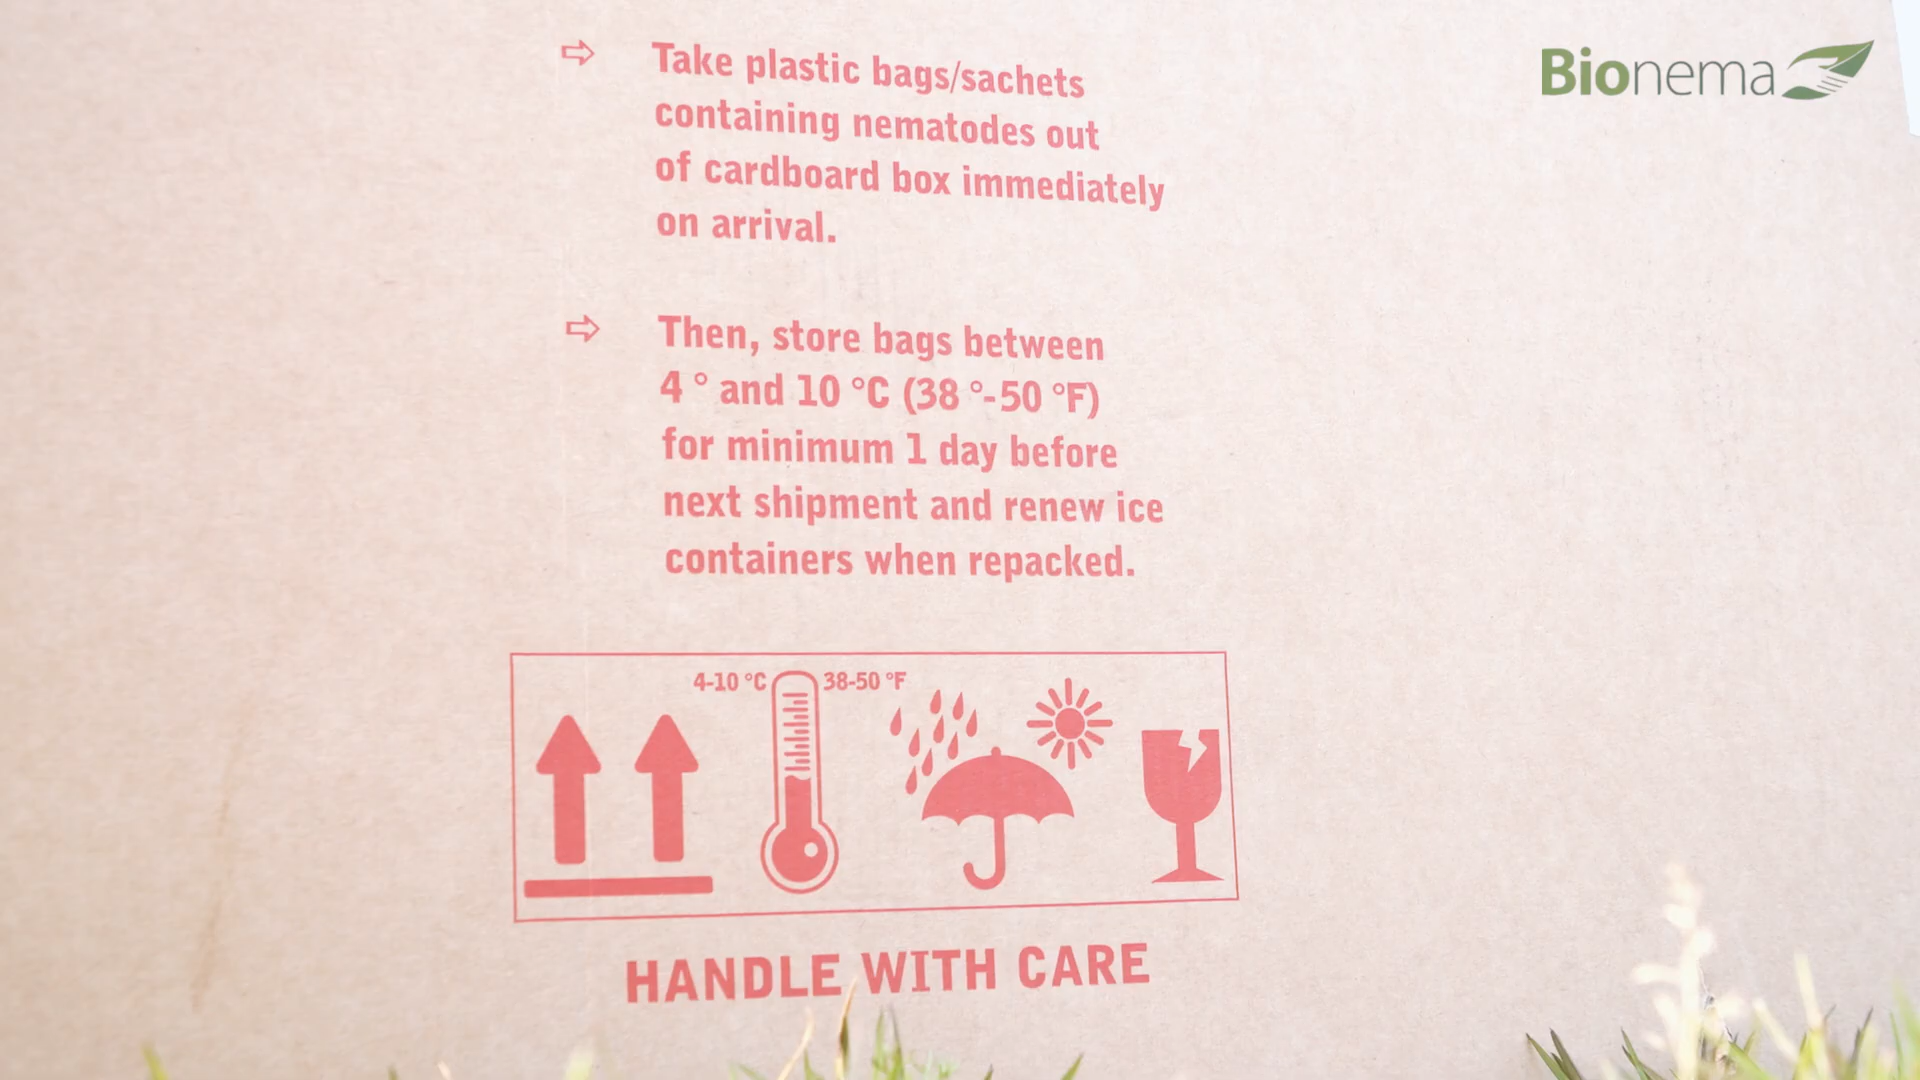 Bionema
⇨ Take plastic bags/sachets
containing nematodes out
of cardboard box immediately
on arrival.
⇨ Then, store bags between
4 ° and 10 °C (38 °-50 °F)
for minimum 1 day before
next shipment and renew ice
containers when repacked.
4-10 °C 38-50 °F
HANDLE WITH CARE